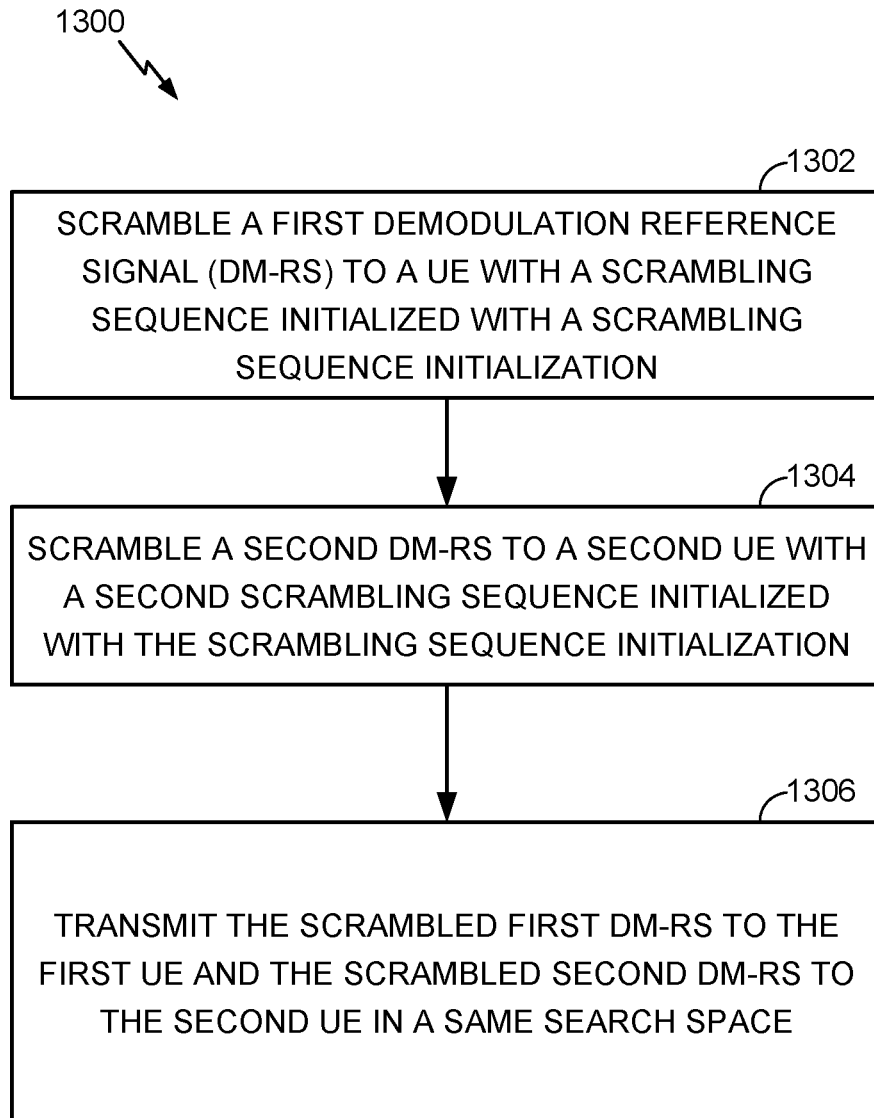 1300
1302
SCRAMBLE A FIRST DEMODULATION REFERENCE
SIGNAL (DM-RS) TO A UE WITH A SCRAMBLING
SEQUENCE INITIALIZED WITH A SCRAMBLING
SEQUENCE INITIALIZATION
1304
SCRAMBLE A SECOND DM-RS TO A SECOND UE WITH
A SECOND SCRAMBLING SEQUENCE INITIALIZED
WITH THE SCRAMBLING SEQUENCE INITIALIZATION
1306
TRANSMIT THE SCRAMBLED FIRST DM-RS TO THE
FIRST UE AND THE SCRAMBLED SECOND DM-RS TO
THE SECOND UE IN A SAME SEARCH SPACE